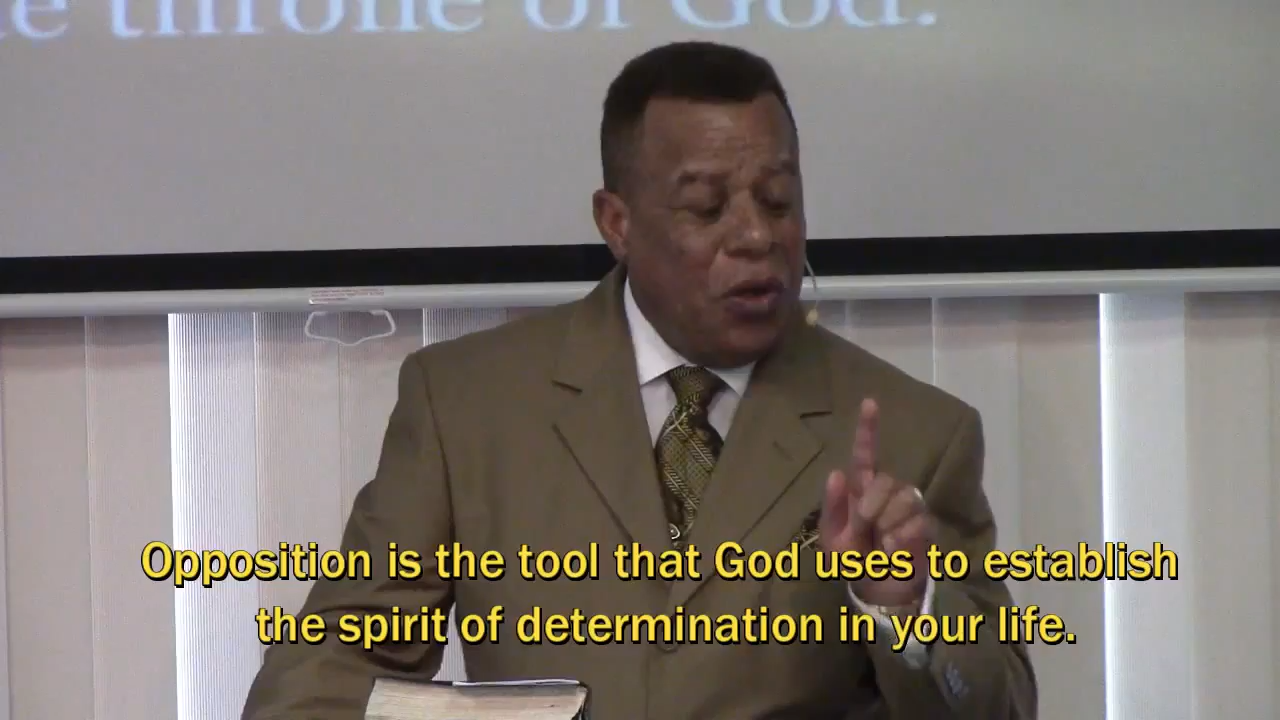 throne of God.
Opposition is the tool that God uses to establish
the spirit of determination in your life.